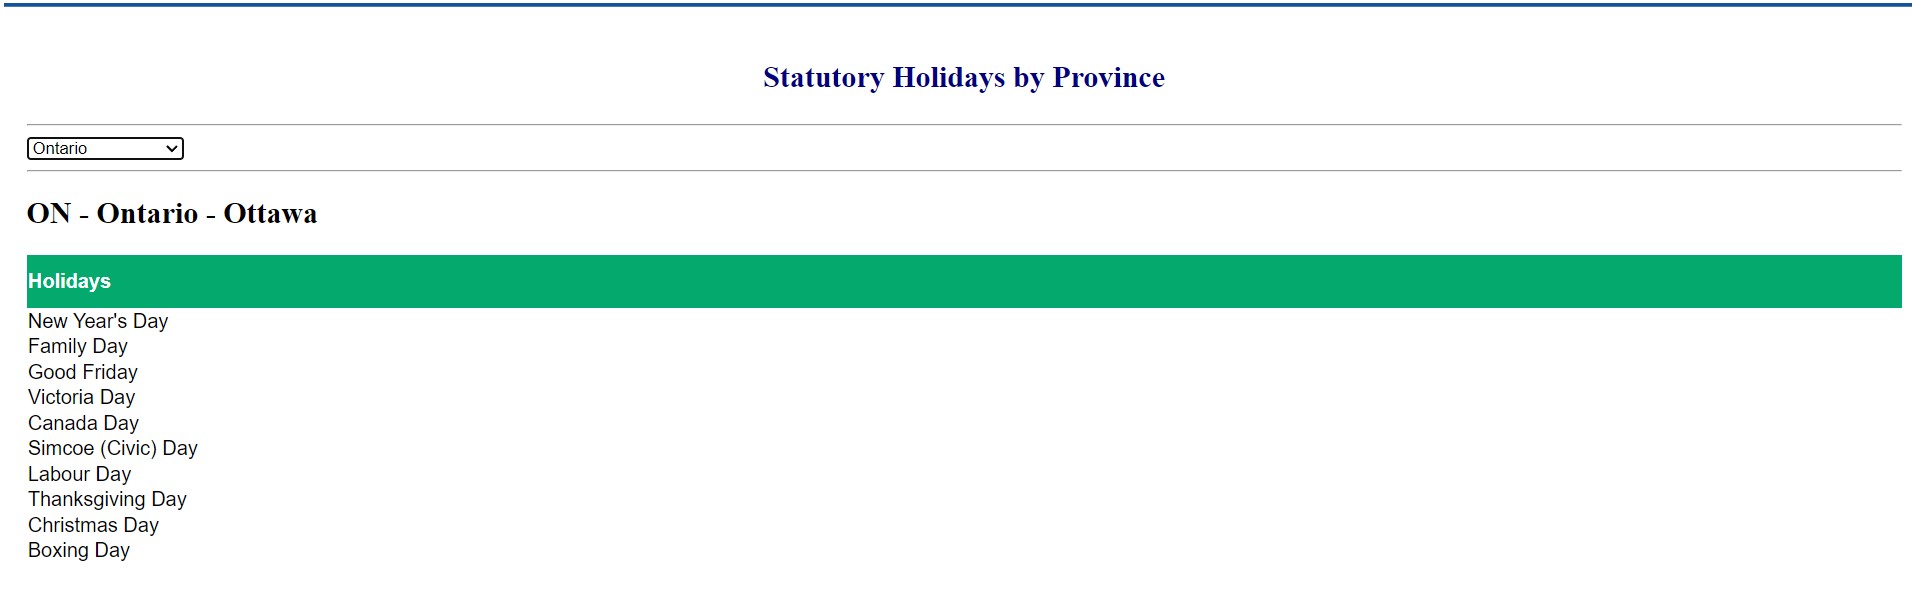 Statutory Holidays by Province
Ontario
ON - Ontario - Ottawa
Holidays
New Year's Day
Family Day
Good Friday
Victoria Day
Canada Day
Simcoe (Civic) Day
Labour Day
Thanksgiving Day
Christmas Day
Boxing Day